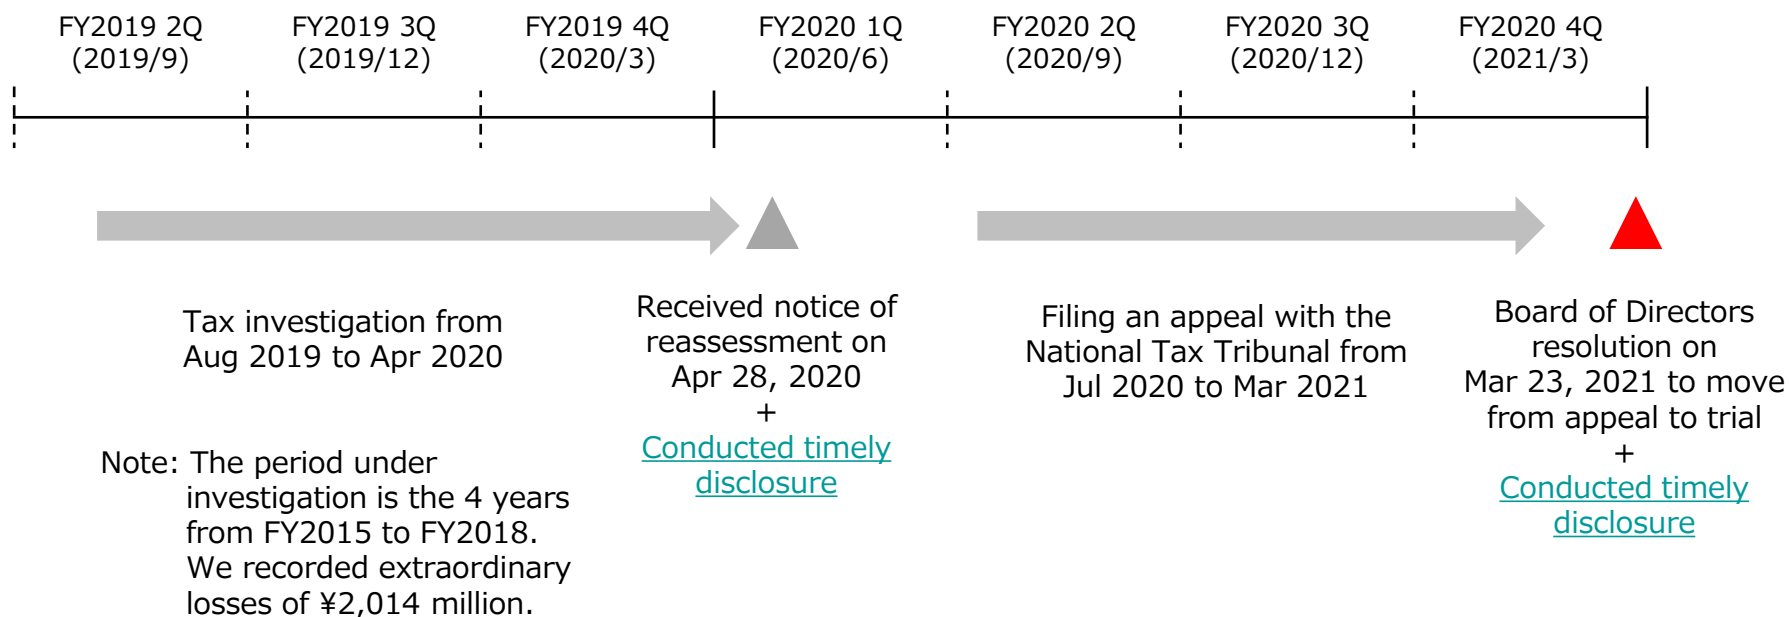 FY2019 2Q
(2019/9)
FY2019 3Q
(2019/12)
FY2019 4Q
(2020/3)
FY2020 1Q
(2020/6)
FY2020 2Q
(2020/9)
FY2020 3Q
(2020/12)
FY2020 4Q
(2021/3)
Tax investigation from
Aug 2019 to Apr 2020
Note: The period under
investigation is the 4 years
from FY2015 to FY2018.
We recorded extraordinary
losses of ¥2,014 million.
Received notice of
reassessment on
Apr 28, 2020
+
Conducted timely
disclosure
Filing an appeal with the
National Tax Tribunal from
Jul 2020 to Mar 2021
Board of Directors
resolution on
Mar 23, 2021 to move
from appeal to trial
+
Conducted timely
disclosure